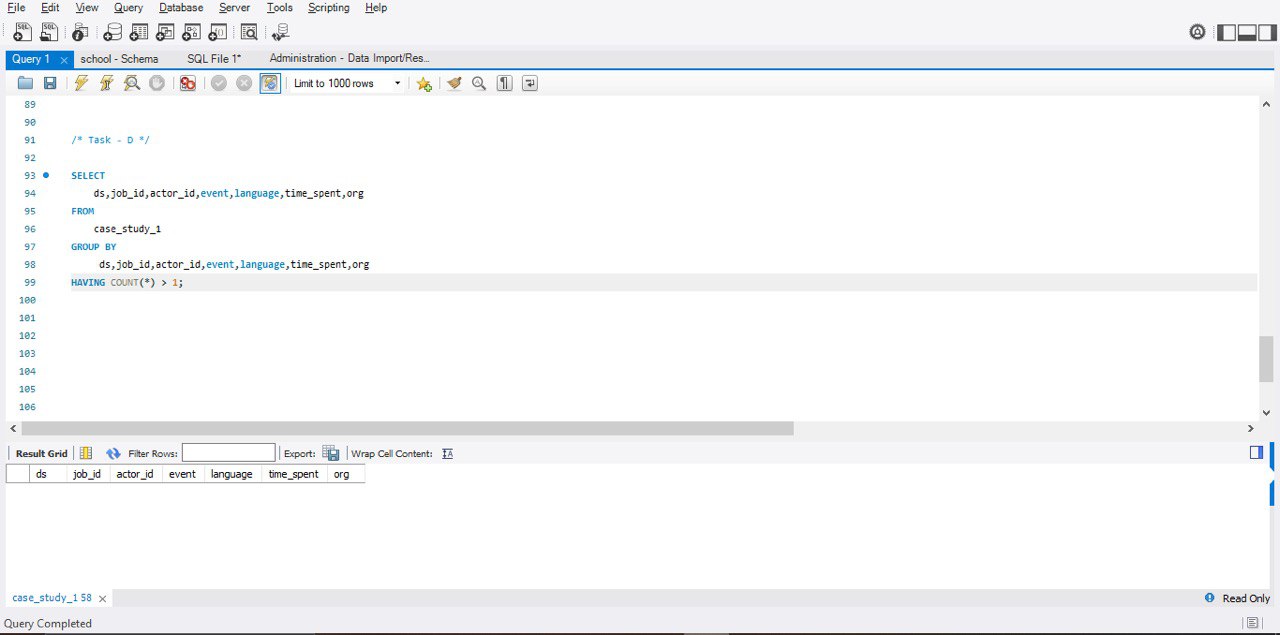 File Edit View Query Database Server Tools Scripting Help
Query 1 school - Schema SQL File 1* Administration - Data Import/Res...
Limit to 1000 rows
89
90
91 /* Task - D */
92
93 SELECT
94 ds,job_id,actor_id,event,language,time_spent,org
95 FROM
96 case_study_1
97 GROUP BY
98 ds,job_id,actor_id,event,language,time_spent,org
99 HAVING COUNT(*) > 1;
100
101
102
103
104
105
106
Result Grid Filter Rows: Export: Wrap Cell Content:
ds job_id actor_id event language time_spent org
case_study_1 58 Read Only
Query Completed